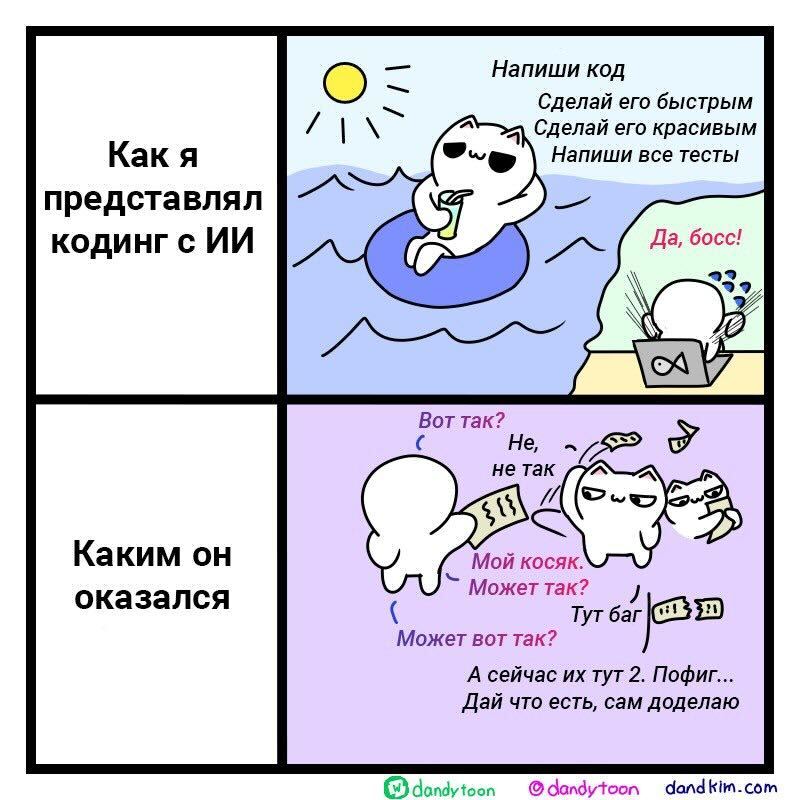 Как я
представлял
кодинг с ИИ
Напиши код
Сделай его быстрым
Сделай его красивым
Напиши все тесты
Да, босс!
Каким он
оказался
Вот так?
Не,
не так
Мой косяк.
Может так?
Тут баг
Может вот так?
А сейчас их тут 2. Пофиг...
Дай что есть, сам доделаю
dandytoon
@dandytoon
dandkim.com